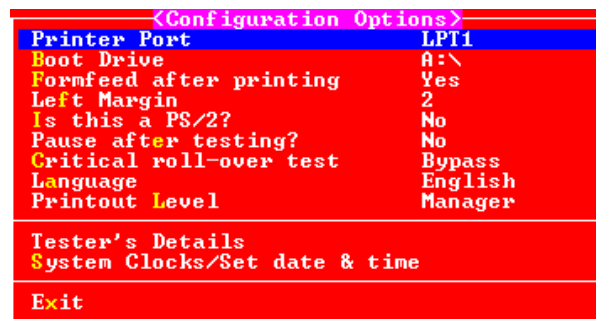 <Configuration Options>
Printer Port LPT1
Boot Drive A:\
Formfeed after printing Yes
Left Margin 2
Is this a PS/2? No
Pause after testing? No
Critical roll-over test Bypass
Language English
Printout Level Manager
Tester's Details
System Clocks/Set date & time
Exit